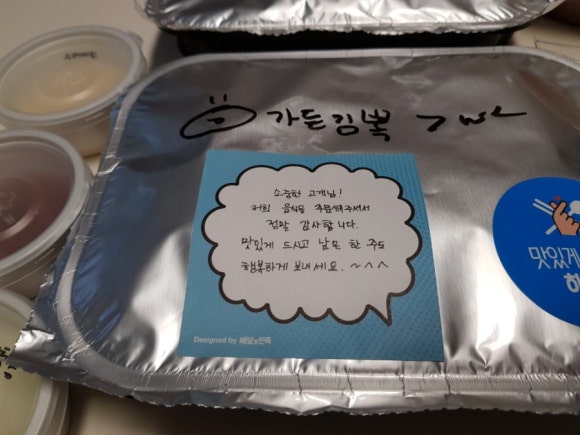 가든김볶
소중한 고객님!
저희 음식을 주문해주셔서
정말 감사합니다.
맛있게 드시고 남은 한 주도
행복하게 보내세요. ~^^^
Designed by 배달의민족
맛있게